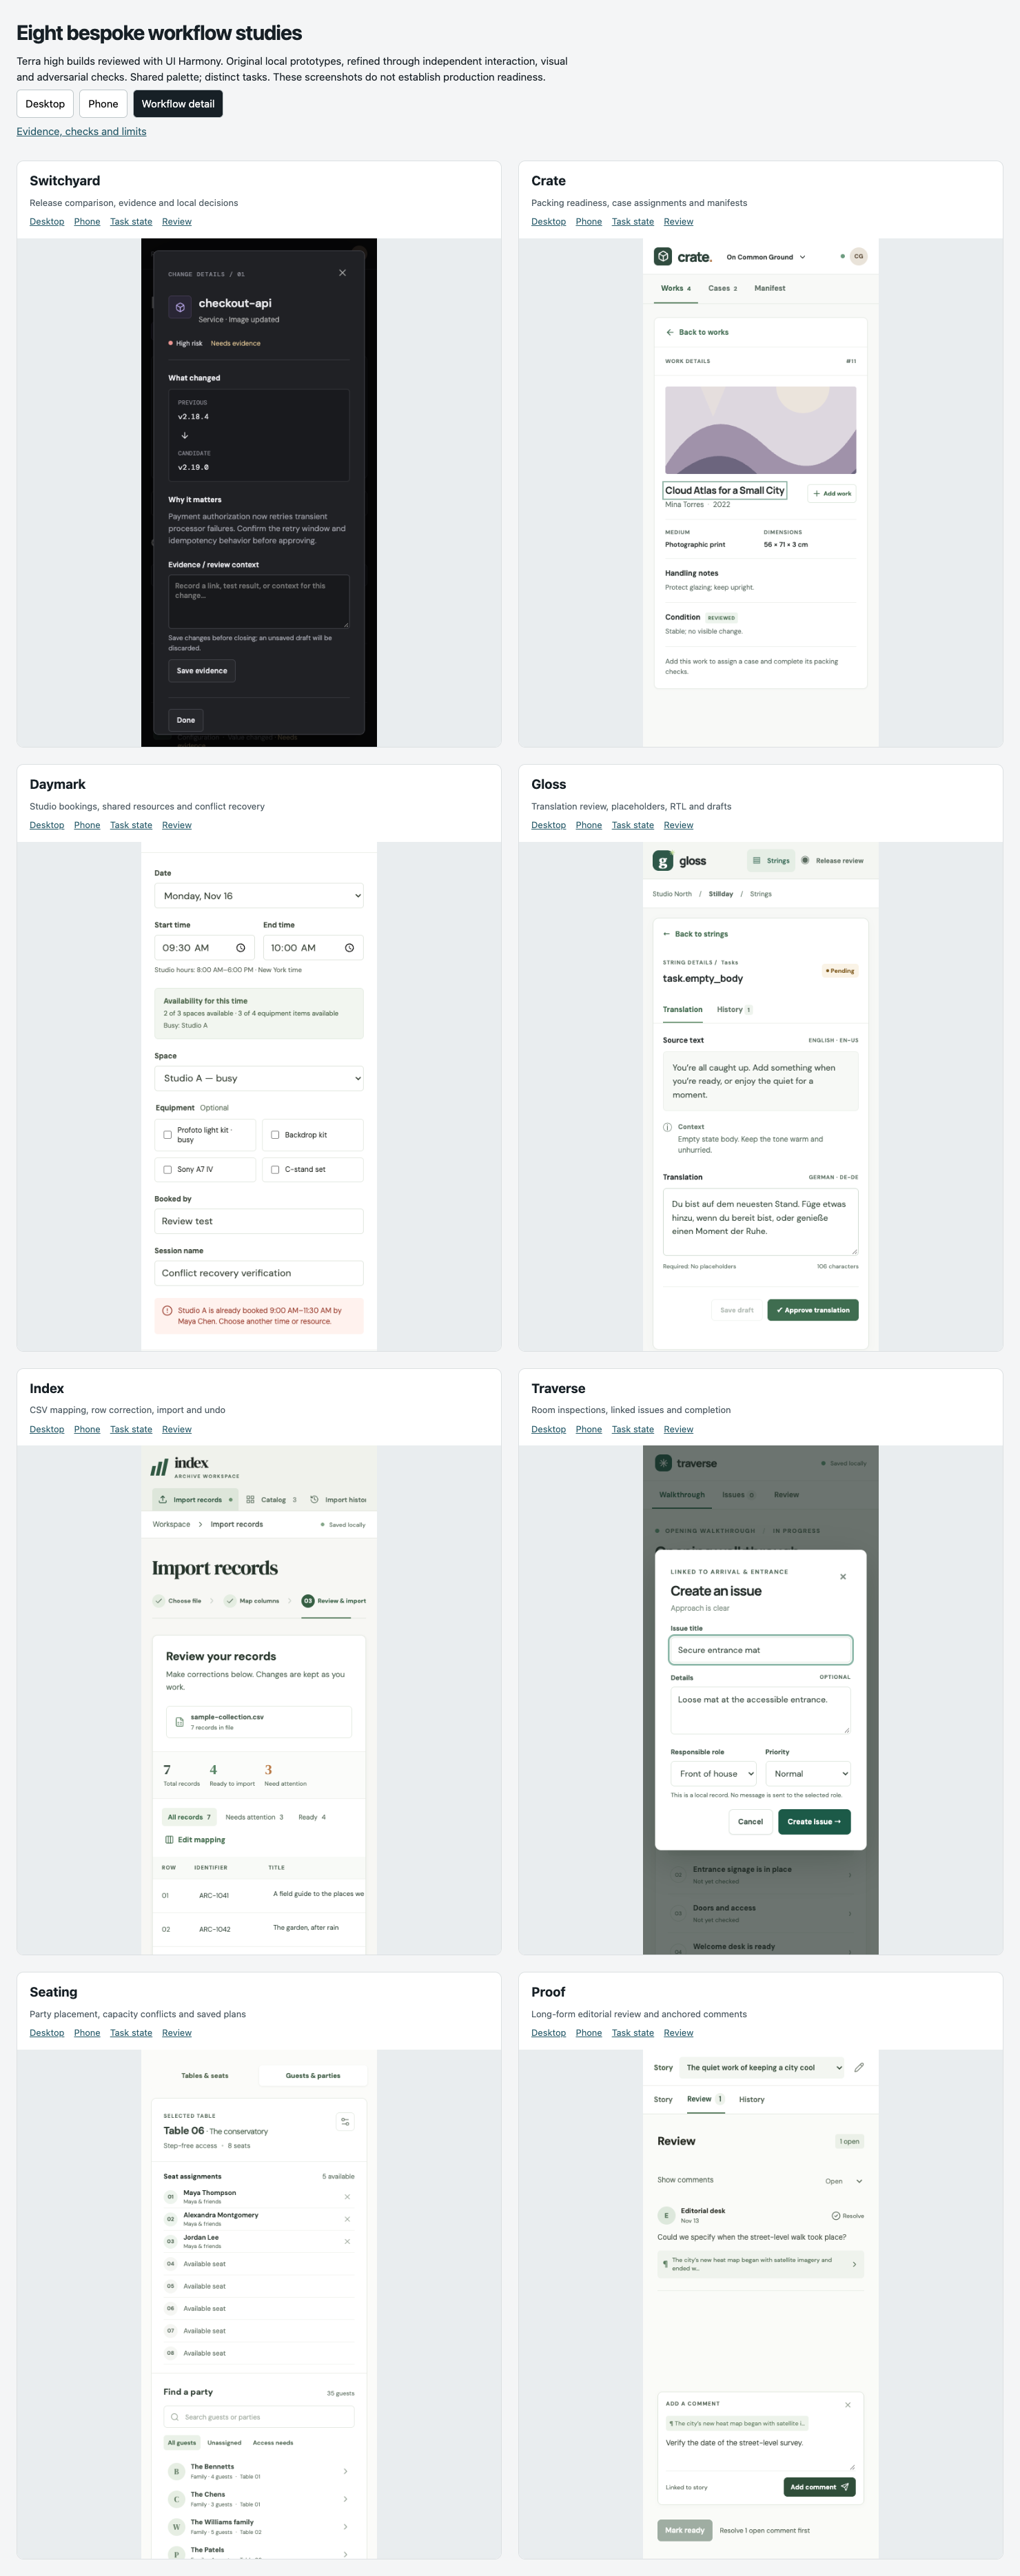 Eight bespoke workflow studies
Terra high builds reviewed with UI Harmony. Original local prototypes, refined through independent interaction, visual
and adversarial checks. Shared palette; distinct tasks. These screenshots do not establish production readiness.
Desktop Phone Workflow detail
Evidence, checks and limits
Switchyard
Release comparison, evidence and local decisions
Desktop Phone Task state Review
CHANGE DETAILS / 01
checkout-api
Service · Image updated
High risk Needs evidence
What changed
PREVIOUS
v2.18.4
CANDIDATE
v2.19.0
Why it matters
Payment authorization now retries transient
processor failures. Confirm the retry window and
idempotency behavior before approving.
Evidence / review context
Record a link, test result, or context for this
change...
Save changes before closing; an unsaved draft will be
discarded.
Save evidence
Done
Crate
Packing readiness, case assignments and manifests
Desktop Phone Task state Review
crate. On Common Ground CG
Works 4 Cases 2 Manifest
← Back to works
WORK DETAILS #11
Cloud Atlas for a Small City
+ Add work
Mina Torres · 2022
MEDIUM DIMENSIONS
Photographic print 56 × 71 × 3 cm
Handling notes
Protect glazing; keep upright.
Condition REVIEWED
Stable; no visible change.
Add this work to assign a case and complete its packing
checks.
Daymark
Studio bookings, shared resources and conflict recovery
Desktop Phone Task state Review
Date
Monday, Nov 16
Start time End time
09:30 AM 10:00 AM
Studio hours: 8:00 AM–6:00 PM · New York time
Availability for this time
2 of 3 spaces available · 3 of 4 equipment items available
Busy: Studio A
Space
Studio A — busy
Equipment Optional
Profoto light kit · busy
Backdrop kit
Sony A7 IV
C-stand set
Booked by
Review test
Session name
Conflict recovery verification
Studio A is already booked 9:00 AM–11:30 AM by
Maya Chen. Choose another time or resource.
Gloss
Translation review, placeholders, RTL and drafts
Desktop Phone Task state Review
g gloss Strings Release review
Studio North / Stillday / Strings
← Back to strings
STRING DETAILS / Tasks
task.empty_body
Pending
Translation History 1
Source text ENGLISH · EN-US
You're all caught up. Add something when
you're ready, or enjoy the quiet for a
moment.
Context
Empty state body. Keep the tone warm and
unhurried.
Translation GERMAN · DE-DE
Du bist auf dem neuesten Stand. Füge etwas
hinzu, wenn du bereit bist, oder genieße
einen Moment der Ruhe.
Required: No placeholders 106 characters
Save draft ✓ Approve translation
Index
CSV mapping, row correction, import and undo
Desktop Phone Task state Review
index
ARCHIVE WORKSPACE
Import records Catalog 3 Import histor
Workspace > Import records Saved locally
Import records
Choose file > Map columns > 03 Review & import
Review your records
Make corrections below. Changes are kept as you
work.
sample-collection.csv
7 records in file
7 4 3
Total records Ready to import Need attention
All records 7 Needs attention 3 Ready 4
Edit mapping
ROW IDENTIFIER TITLE
01 ARC-1041 A field guide to the places we
02 ARC-1042 The garden, after rain
Traverse
Room inspections, linked issues and completion
Desktop Phone Task state Review
traverse Saved locally
Walkthrough Issues 0 Review
OPENING WALKTHROUGH IN PROGRESS
LINKED TO ARRIVAL & ENTRANCE
Create an issue
Approach is clear
Issue title
Secure entrance mat
Details OPTIONAL
Loose mat at the accessible entrance.
Responsible role Priority
Front of house Normal
This is a local record. No message is sent to the selected role.
Cancel Create issue →
02 Entrance signage is in place
Not yet checked
03 Doors and access
Not yet checked
Welcome desk is ready
Not yet checked
Seating
Party placement, capacity conflicts and saved plans
Desktop Phone Task state Review
Tables & seats Guests & parties
SELECTED TABLE
Table 06 · The conservatory
Step-free access · 8 seats
Seat assignments 5 available
01 Maya Thompson
Maya & friends
02 Alexandra Montgomery
Maya & friends
03 Jordan Lee
Maya & friends
04 Available seat
05 Available seat
06 Available seat
07 Available seat
08 Available seat
Find a party 35 guests
Search guests or parties
All guests Unassigned Access needs
B The Bennetts
Family · 4 guests · Table 01
C The Chens
Family · 3 guests · Table 01
W The Williams family
Family · 5 guests · Table 02
P The Patels
Proof
Long-form editorial review and anchored comments
Desktop Phone Task state Review
Story The quiet work of keeping a city cool
Story Review 1 History
Review 1 open
Show comments Open
E Editorial desk
Nov 13
Resolve
Could we specify when the street-level walk took place?
¶ The city's new heat map began with satellite imagery and
ended w...
ADD A COMMENT
¶ The city's new heat map began with satellite i...
Verify the date of the street-level survey.
Linked to story Add comment
Mark ready Resolve 1 open comment first